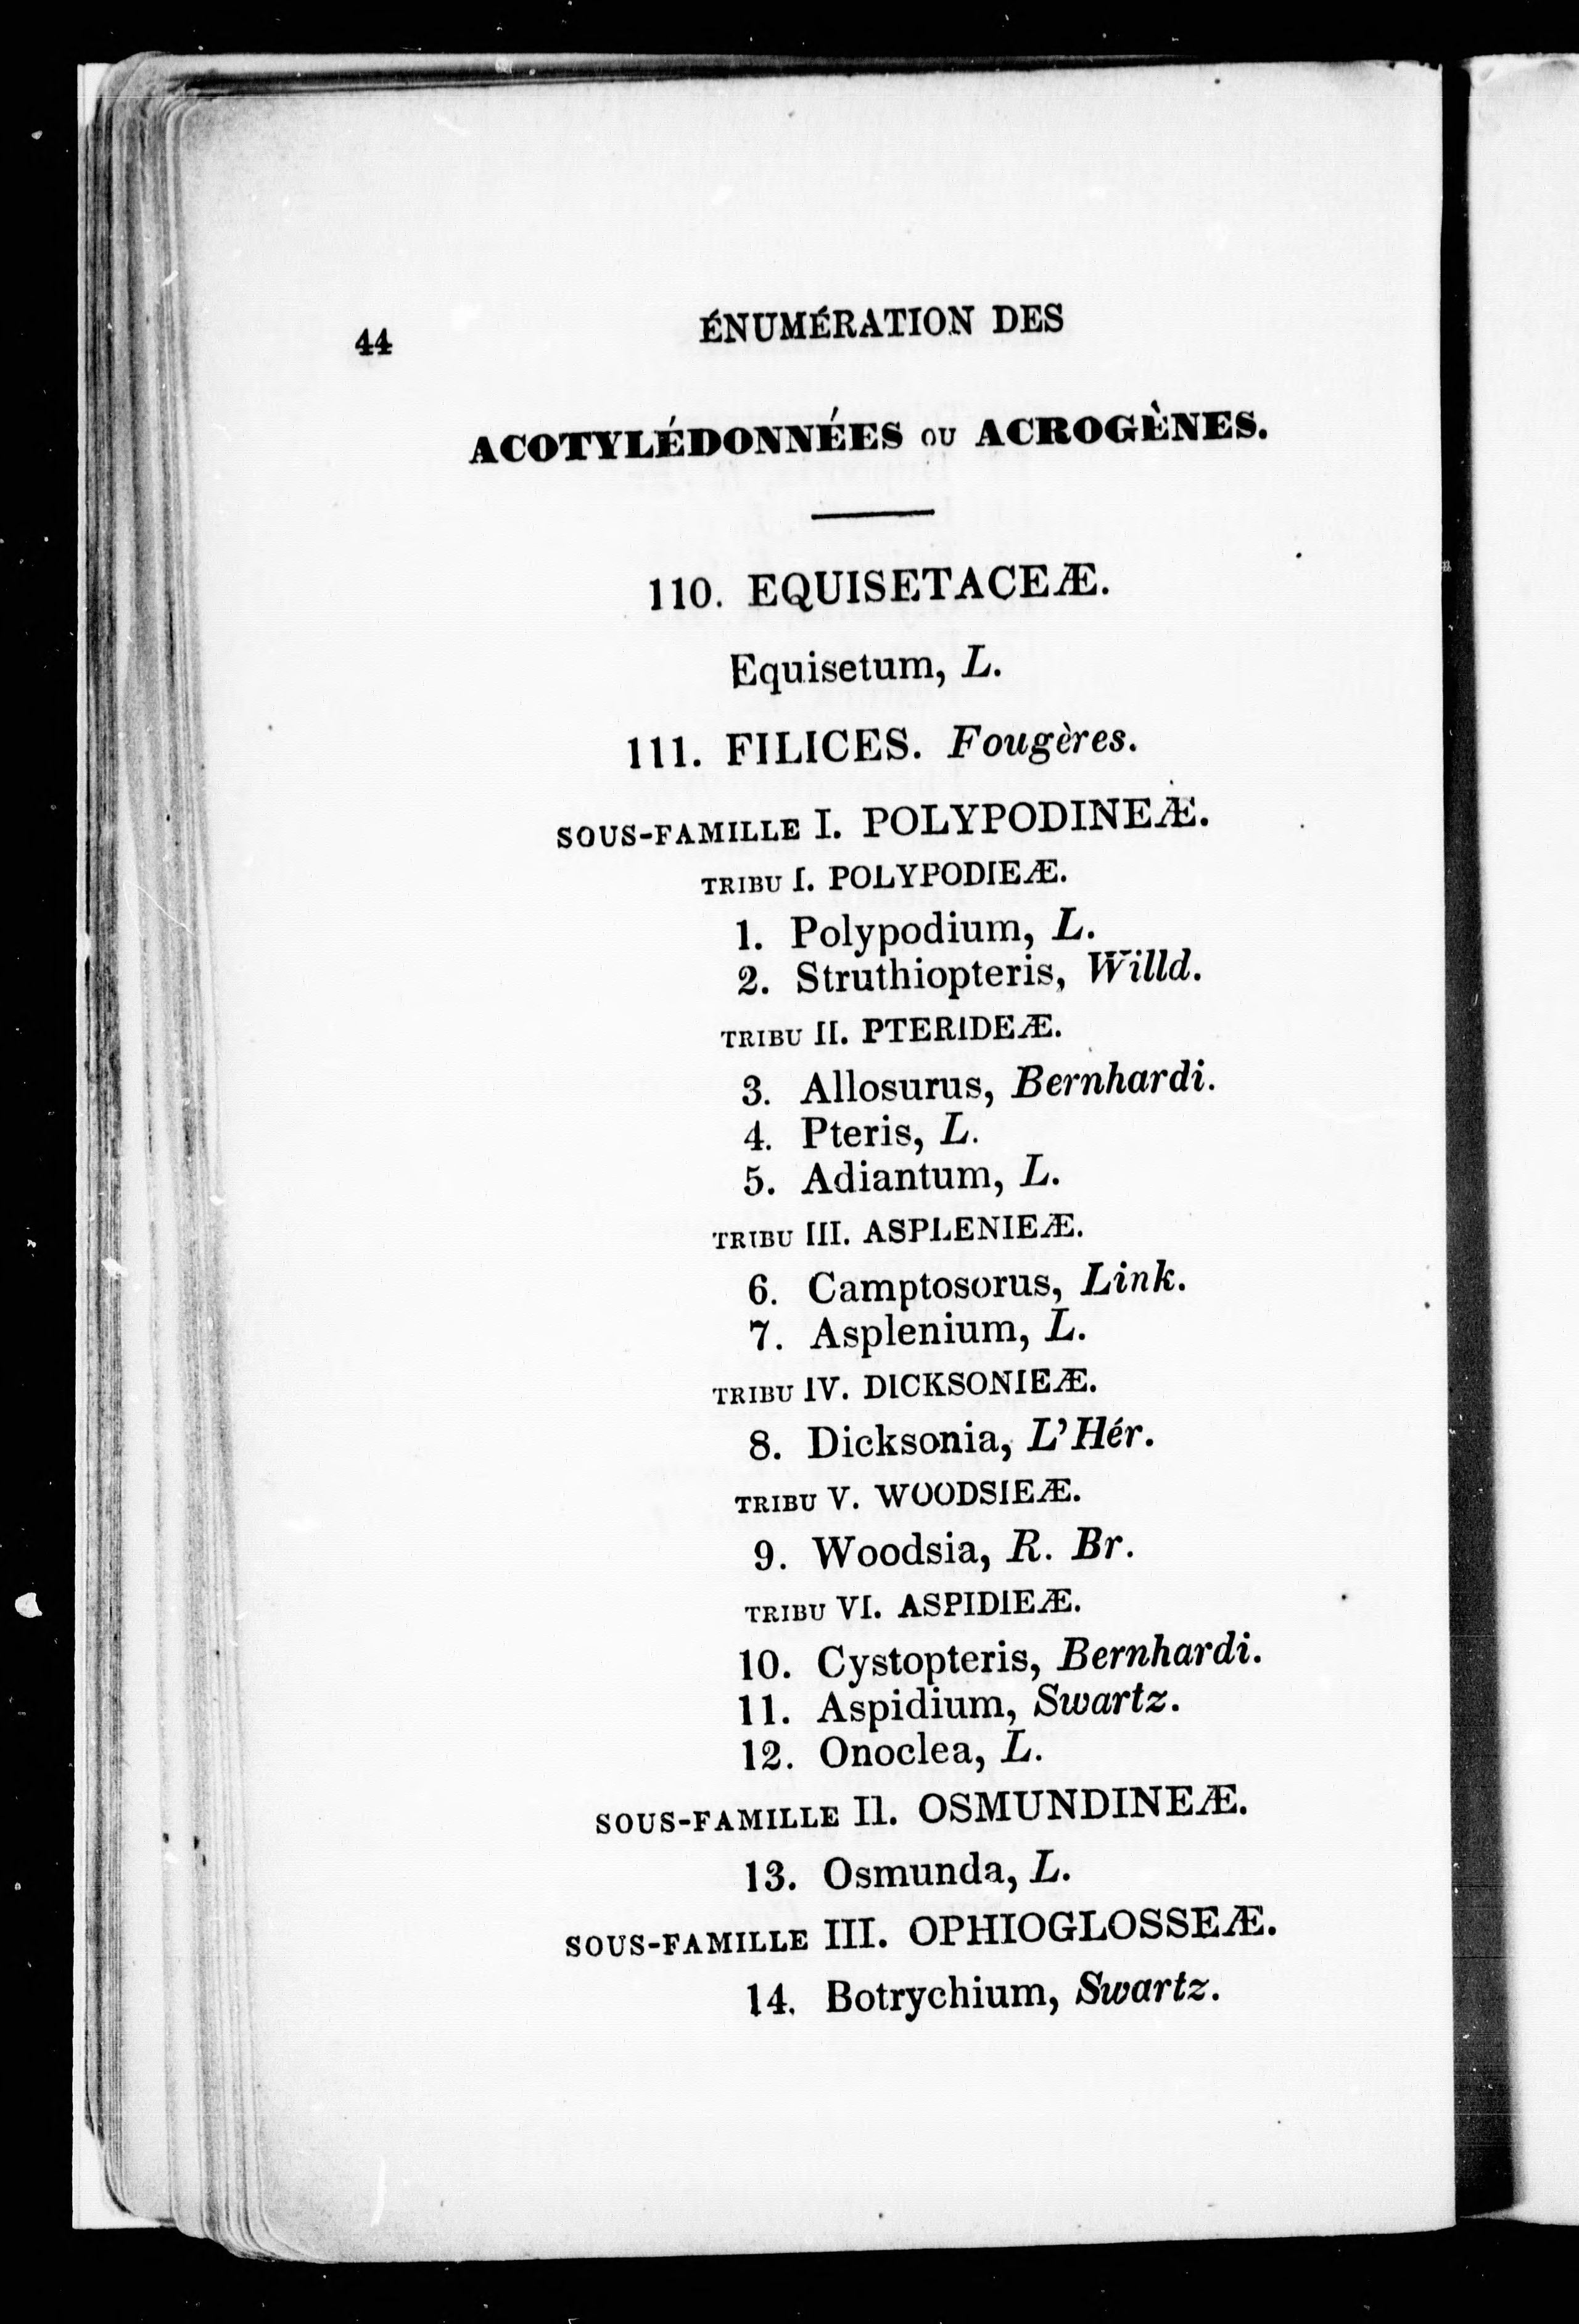 44 ÉNUMÉRATION DES
ACOTYLÉDONNÉES OU ACROGÈNES.
110. EQUISETACEÆ.
Equisetum, L.
111. FILICES. Fougères.
SOUS-FAMILLE I. POLYPODINEÆ.
TRIBU I. POLYPODIEÆ.
1. Polypodium, L.
2. Struthiopteris, Willd.
TRIBU II. PTERIDEÆ.
3. Allosurus, Bernhardi.
4. Pteris, L.
5. Adiantum, L.
TRIBU III. ASPLENIEÆ.
6. Camptosorus, Link.
7. Asplenium, L.
TRIBU IV. DICKSONIEÆ.
8. Dicksonia, L'Hér.
TRIBU V. WOODSIEÆ.
9. Woodsia, R. Br.
TRIBU VI. ASPIDIEÆ.
10. Cystopteris, Bernhardi.
11. Aspidium, Swartz.
12. Onoclea, L.
SOUS-FAMILLE II. OSMUNDINEÆ.
13. Osmunda, L.
SOUS-FAMILLE III. OPHIOGLOSSEÆ.
14. Botrychium, Swartz.